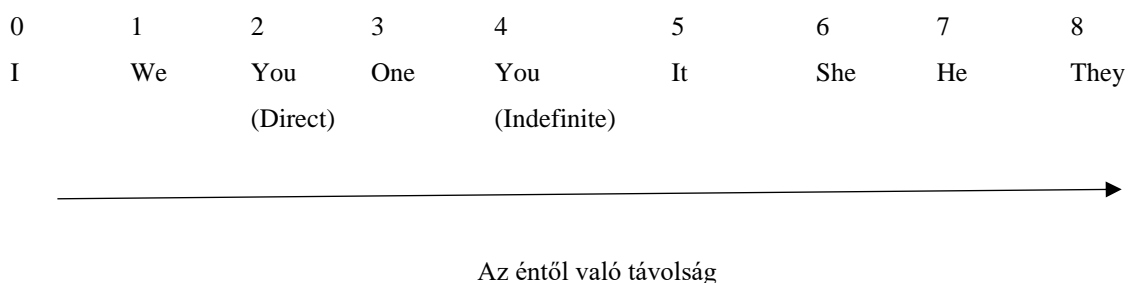 0 1 2 3 4 5 6 7 8
I We You One You It She He They
(Direct) (Indefinite)
Az éntől való távolság